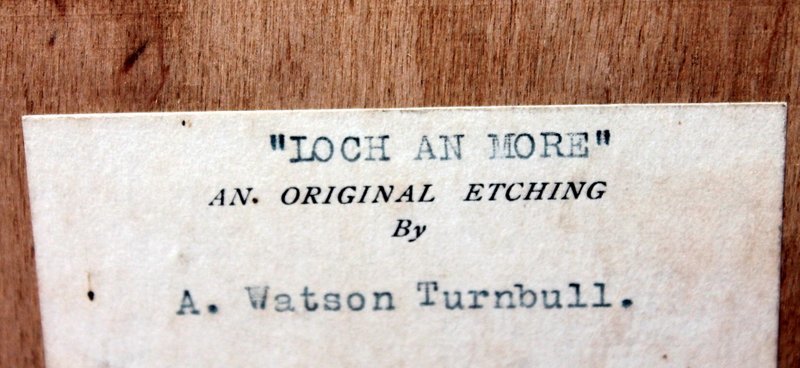 "LOCH AN MORE"
AN ORIGINAL ETCHING
By
A. Watson Turnbull.